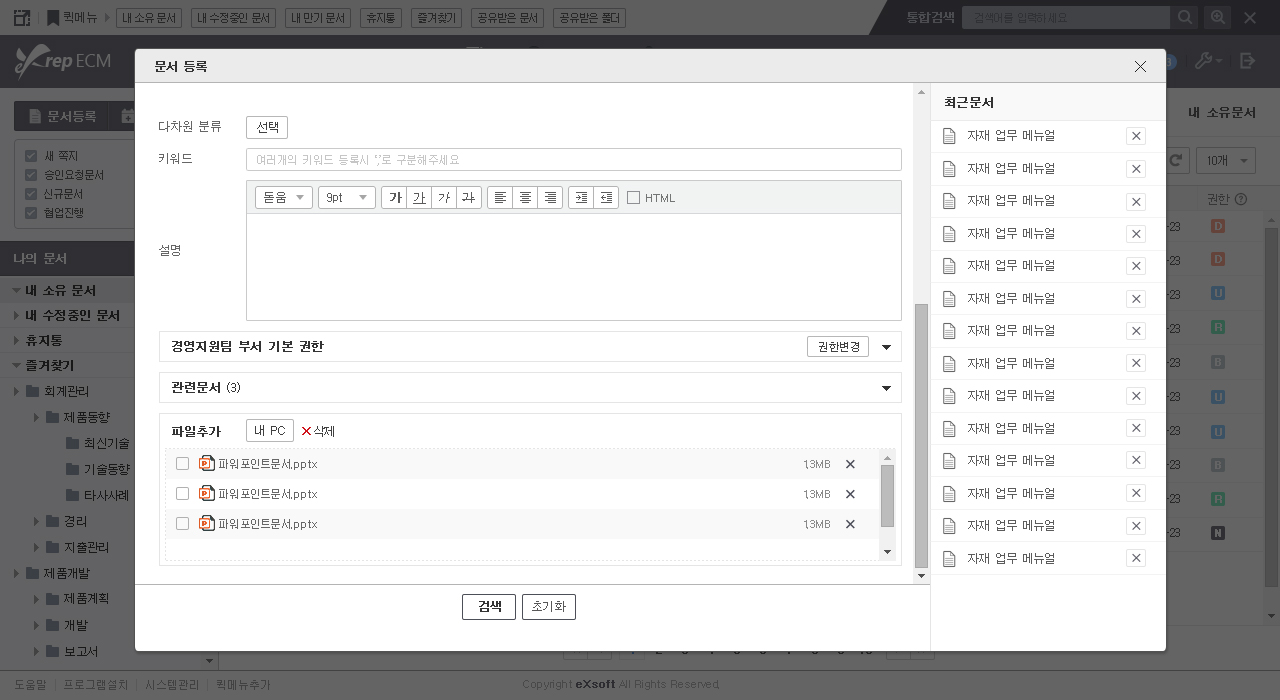 퀵메뉴 내 소유 문서 내 수정중인 문서 내 만기 문서 휴지통 즐겨찾기 공유받은 문서 공유받은 폴더 통합검색 검색어를 입력하세요
Xrep ECM
문서등록
새 쪽지
승인요청문서
신규문서
협업진행
나의 문서
내 소유 문서
내 수정중인 문서
휴지통
즐겨찾기
회계관리
제품동향
최신기술
기술동향
타사사례
경리
지출관리
제품개발
제품계획
개발
보고서
문서 등록
다차원 분류 선택
키워드 여러개의 키워드 등록시 ','로 구분해주세요
돋움 9pt 가 가 가 가 HTML
설명
경영지원팀 부서 기본 권한 권한변경
관련문서 (3)
파일추가 내 PC 삭제
파워포인트문서.pptx 1.3MB
파워포인트문서.pptx 1.3MB
파워포인트문서.pptx 1.3MB
검색 초기화
최근문서
자재 업무 메뉴얼
자재 업무 메뉴얼
자재 업무 메뉴얼
자재 업무 메뉴얼
자재 업무 메뉴얼
자재 업무 메뉴얼
자재 업무 메뉴얼
자재 업무 메뉴얼
자재 업무 메뉴얼
자재 업무 메뉴얼
자재 업무 메뉴얼
자재 업무 메뉴얼
자재 업무 메뉴얼
자재 업무 메뉴얼
3
내 소유문서
10개
권한
-23 D
-23 D
-23 U
-23 R
-23 B
-23 U
-23 U
-23 B
-23 R
-23 N
도움말 프로그램설치 시스템관리 퀵메뉴추가
Copyright eXsoft All Rights Reserved.